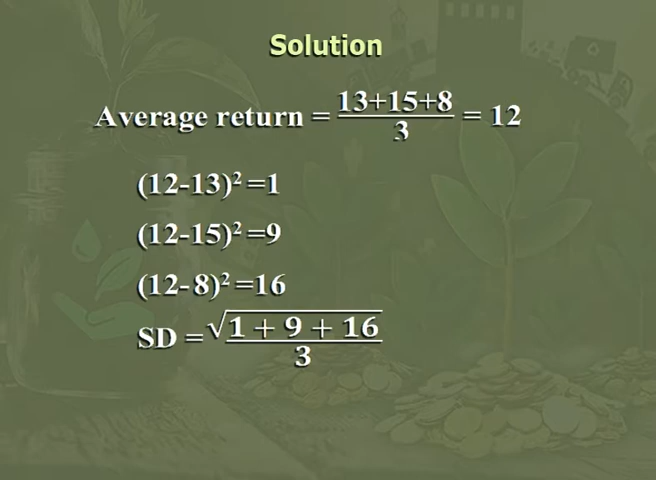 Solution
Average return = 13+15+8/3 = 12
(12-13)²=1
(12-15)²=9
(12-8)²=16
SD = √1 + 9 + 16/3